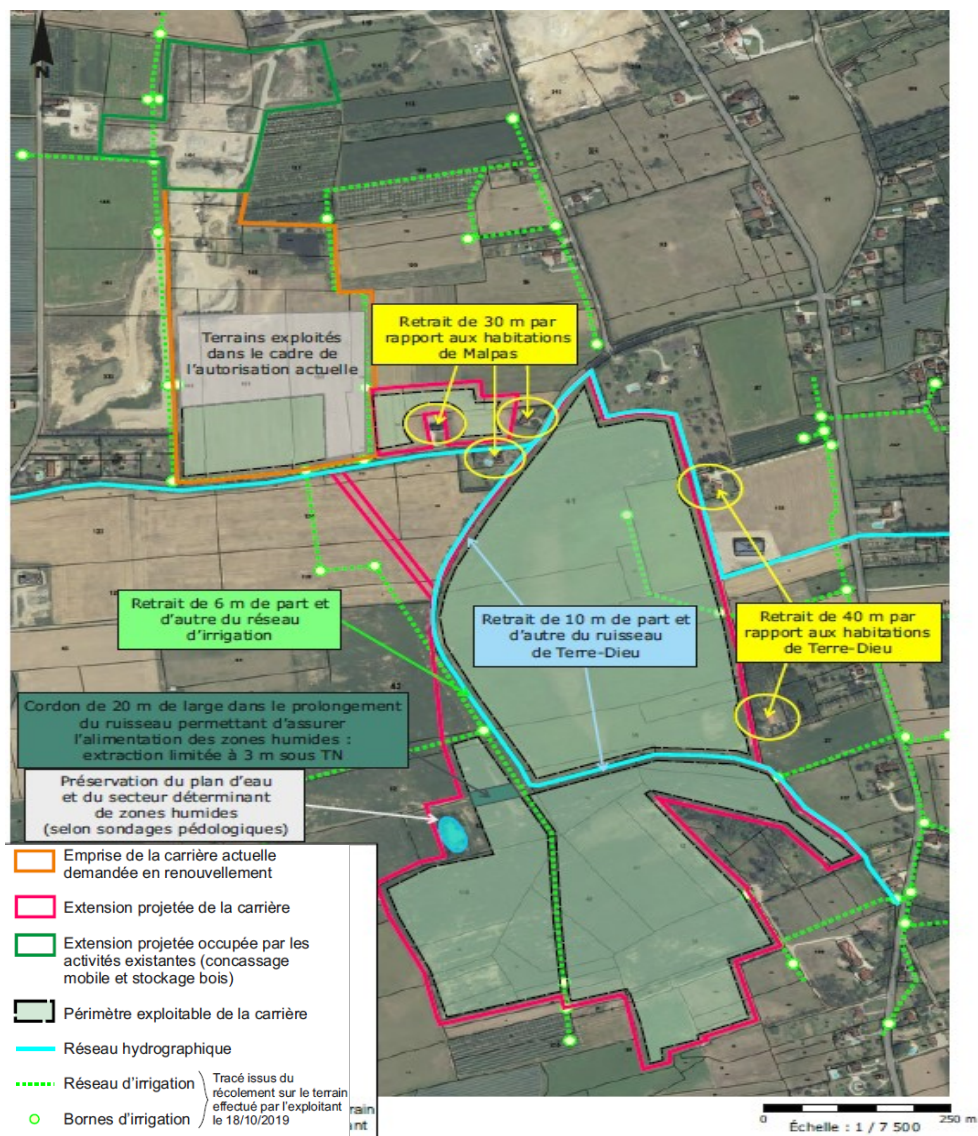 N
Terrains exploités
dans le cadre de
l'autorisation actuelle
Retrait de 30 m par
rapport aux habitations
de Malpas
Retrait de 6 m de part et
d'autre du réseau
d'irrigation
Retrait de 10 m de part et
d'autre du ruisseau
de Terre-Dieu
Retrait de 40 m par
rapport aux habitations
de Terre-Dieu
Cordon de 20 m de large dans le prolongement
du ruisseau permettant d'assurer
l'alimentation des zones humides :
extraction limitée à 3 m sous TN
Préservation du plan d'eau
et du secteur déterminant
de zones humides
(selon sondages pédologiques)
Emprise de la carrière actuelle
demandée en renouvellement
Extension projetée de la carrière
Extension projetée occupée par les
activités existantes (concassage
mobile et stockage bois)
Périmètre exploitable de la carrière
Réseau hydrographique
Réseau d'irrigation
Bornes d'irrigation
Tracé issus du
récolement sur le terrain
effectué par l'exploitant
le 18/10/2019
rrain
ant
0
250 m
Échelle : 1 / 7 500